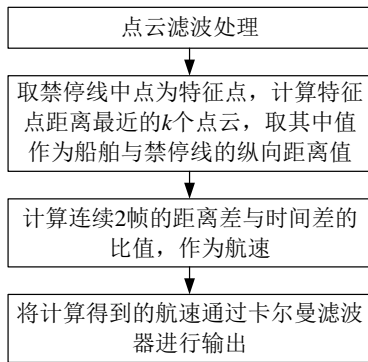 点云滤波处理
取禁停线中点为特征点，计算特征
点距离最近的k个点云，取其中值
作为船舶与禁停线的纵向距离值
计算连续2帧的距离差与时间差的
比值，作为航速
将计算得到的航速通过卡尔曼滤波
器进行输出